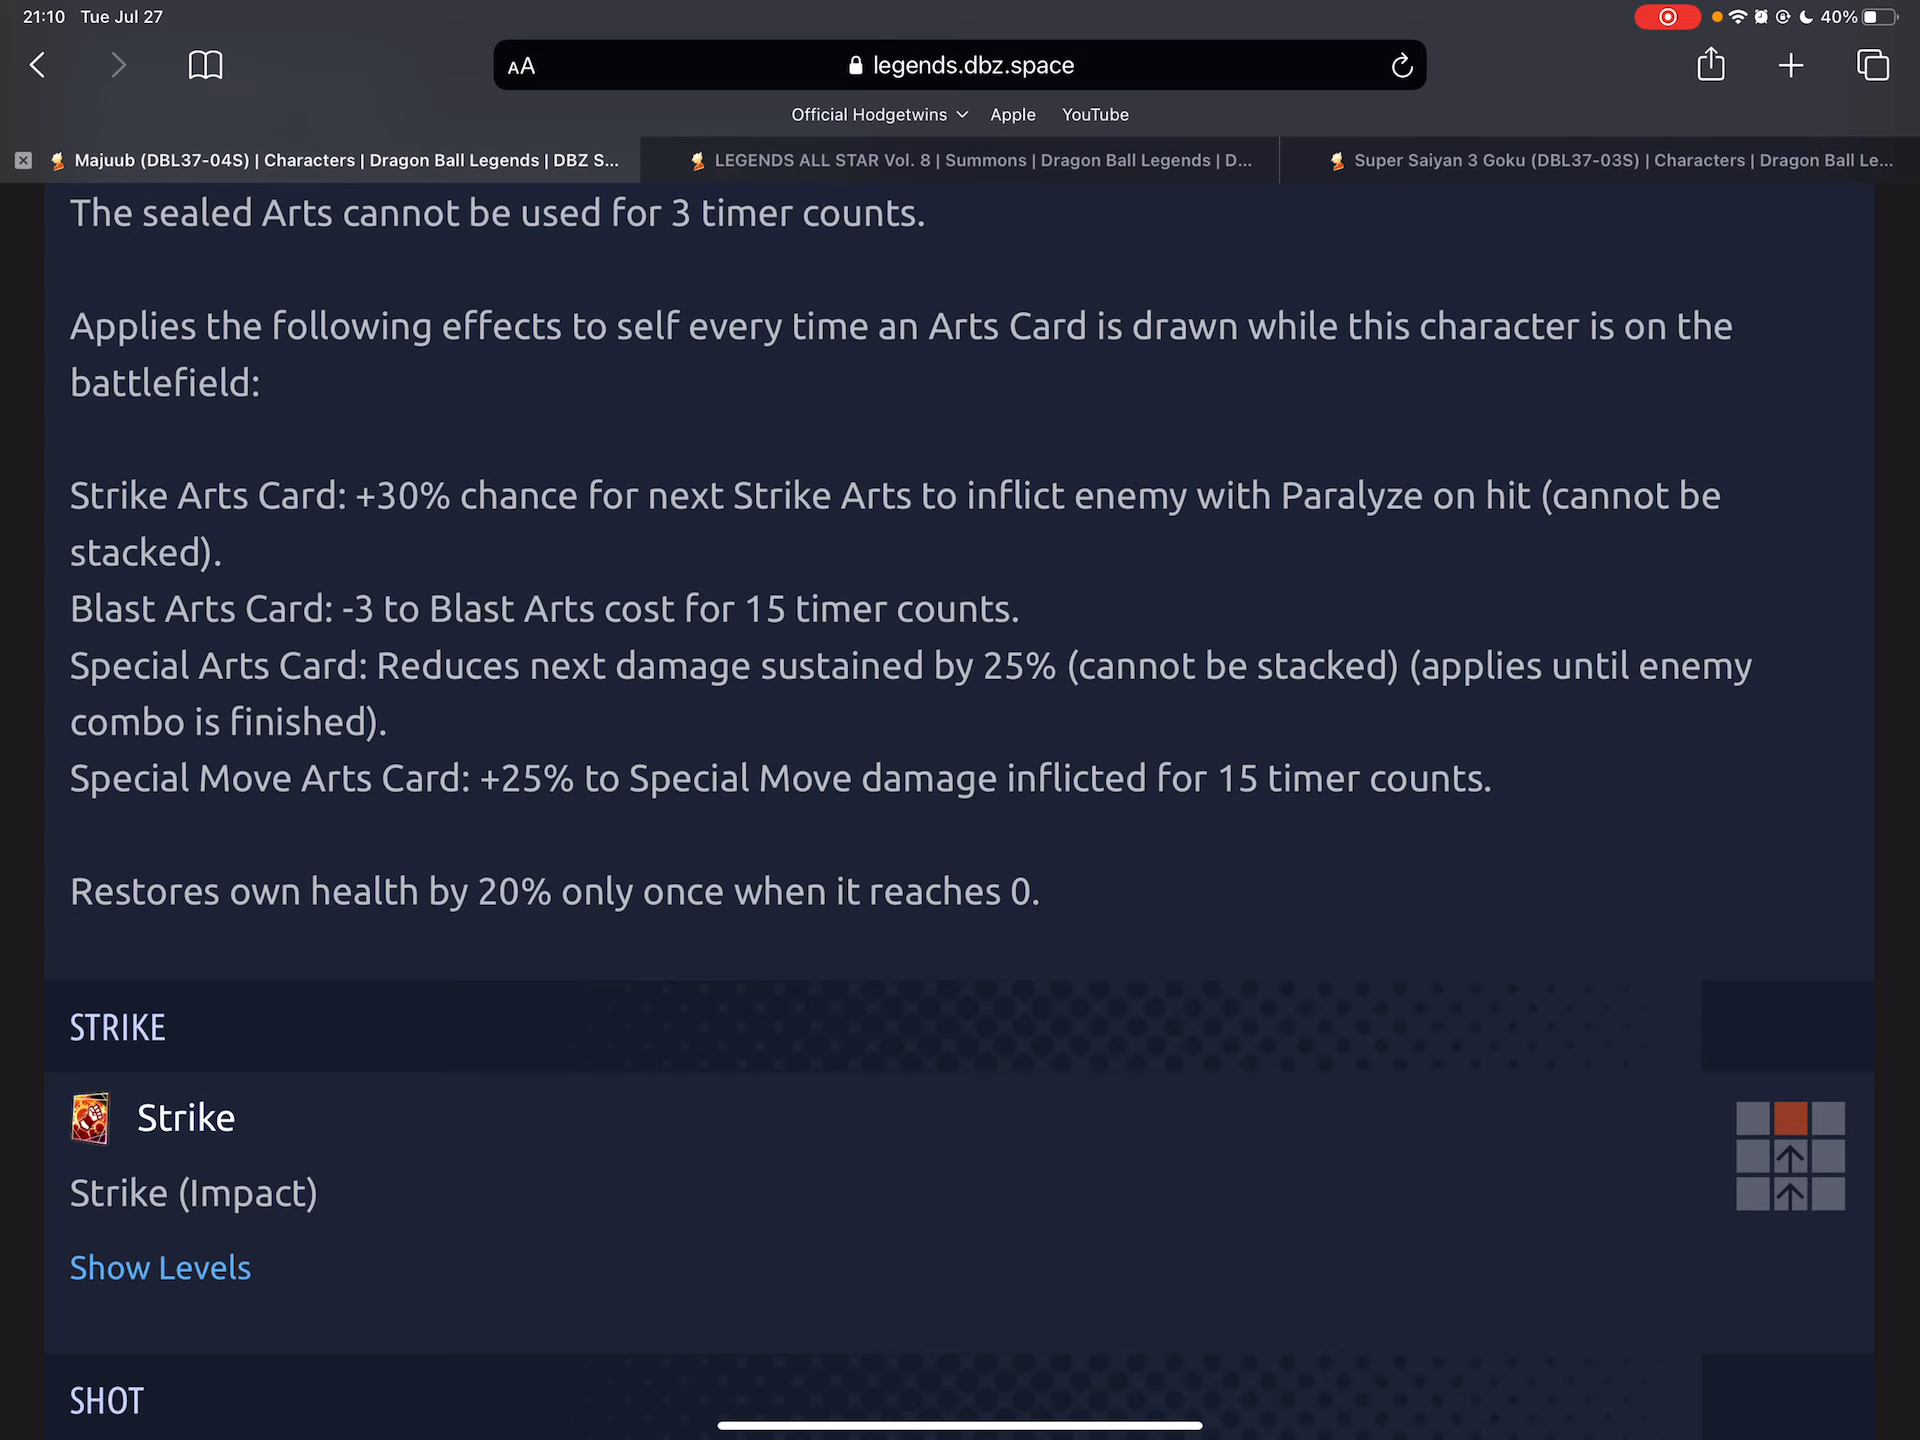 21:10 Tue Jul 27
40%
AA
legends.dbz.space
Official Hodgetwins
Apple
YouTube
Majuub (DBL37-04S) | Characters | Dragon Ball Legends | DBZ S...
LEGENDS ALL STAR Vol. 8 | Summons | Dragon Ball Legends | D...
Super Saiyan 3 Goku (DBL37-03S) | Characters | Dragon Ball Le...
The sealed Arts cannot be used for 3 timer counts.
Applies the following effects to self every time an Arts Card is drawn while this character is on the
battlefield:
Strike Arts Card: +30% chance for next Strike Arts to inflict enemy with Paralyze on hit (cannot be
stacked).
Blast Arts Card: -3 to Blast Arts cost for 15 timer counts.
Special Arts Card: Reduces next damage sustained by 25% (cannot be stacked) (applies until enemy
combo is finished).
Special Move Arts Card: +25% to Special Move damage inflicted for 15 timer counts.
Restores own health by 20% only once when it reaches 0.
STRIKE
Strike
Strike (Impact)
Show Levels
SHOT